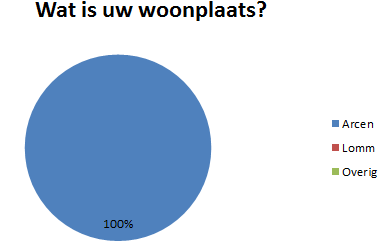 Wat is uw woonplaats?
100%
Arcen
Lomm
Overig